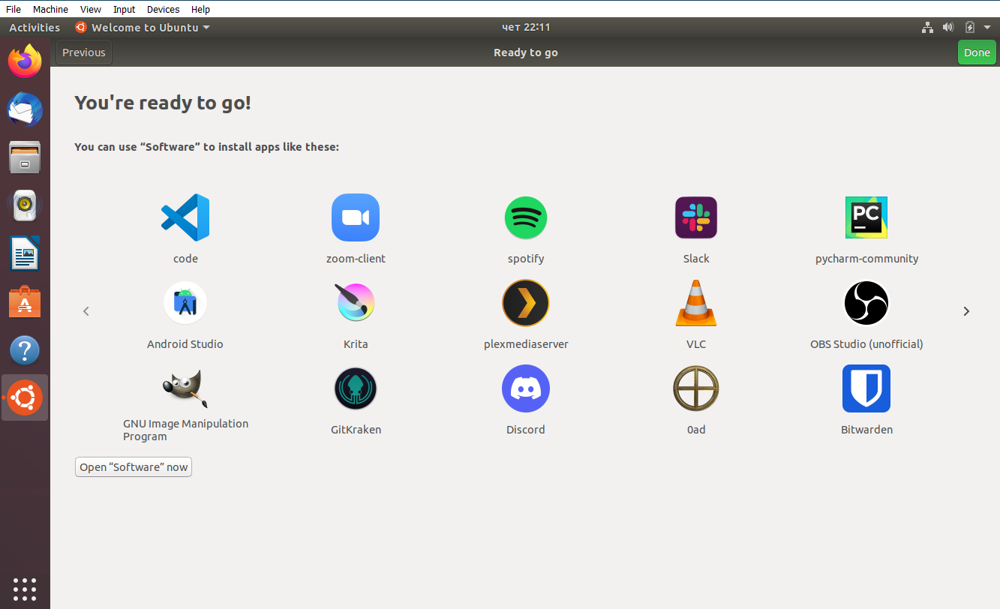 File Machine View Input Devices Help
Activities Welcome to Ubuntu чет 22:11
Previous Ready to go Done
You're ready to go!
You can use “Software” to install apps like these:
PC
code zoom-client spotify Slack pycharm-community
Android Studio Krita plexmediaserver VLC OBS Studio (unofficial)
GNU Image Manipulation
Program
GitKraken Discord 0ad Bitwarden
Open “Software” now